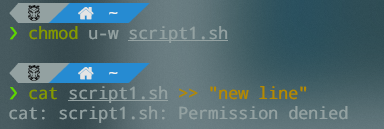 ~
❯ chmod u-w script1.sh
~
❯ cat script1.sh >> "new line"
cat: script1.sh: Permission denied